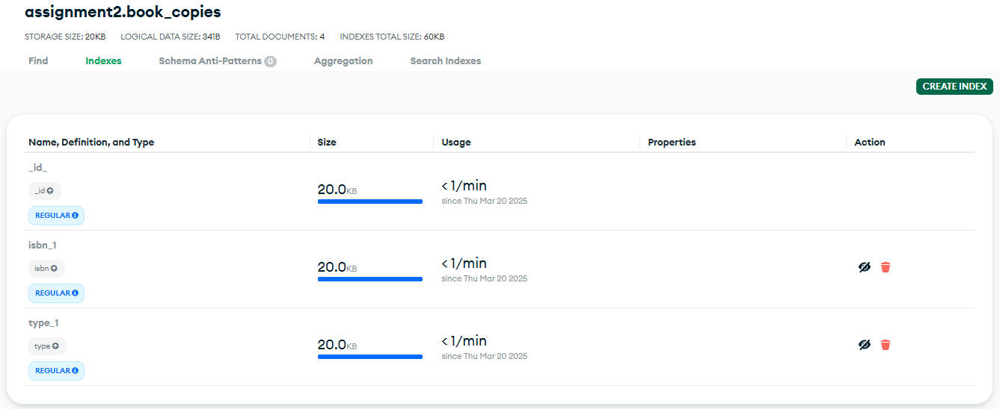 assignment2.book_copies
STORAGE SIZE: 20KB LOGICAL DATA SIZE: 341B TOTAL DOCUMENTS: 4 INDEXES TOTAL SIZE: 60KB
Find Indexes Schema Anti-Patterns 0 Aggregation Search Indexes
CREATE INDEX
Name, Definition, and Type Size Usage Properties Action
_id_
_id
REGULAR
20.0KB
< 1/min
since Thu Mar 20 2025
isbn_1
isbn
REGULAR
20.0KB
< 1/min
since Thu Mar 20 2025
type_1
type
REGULAR
20.0KB
< 1/min
since Thu Mar 20 2025